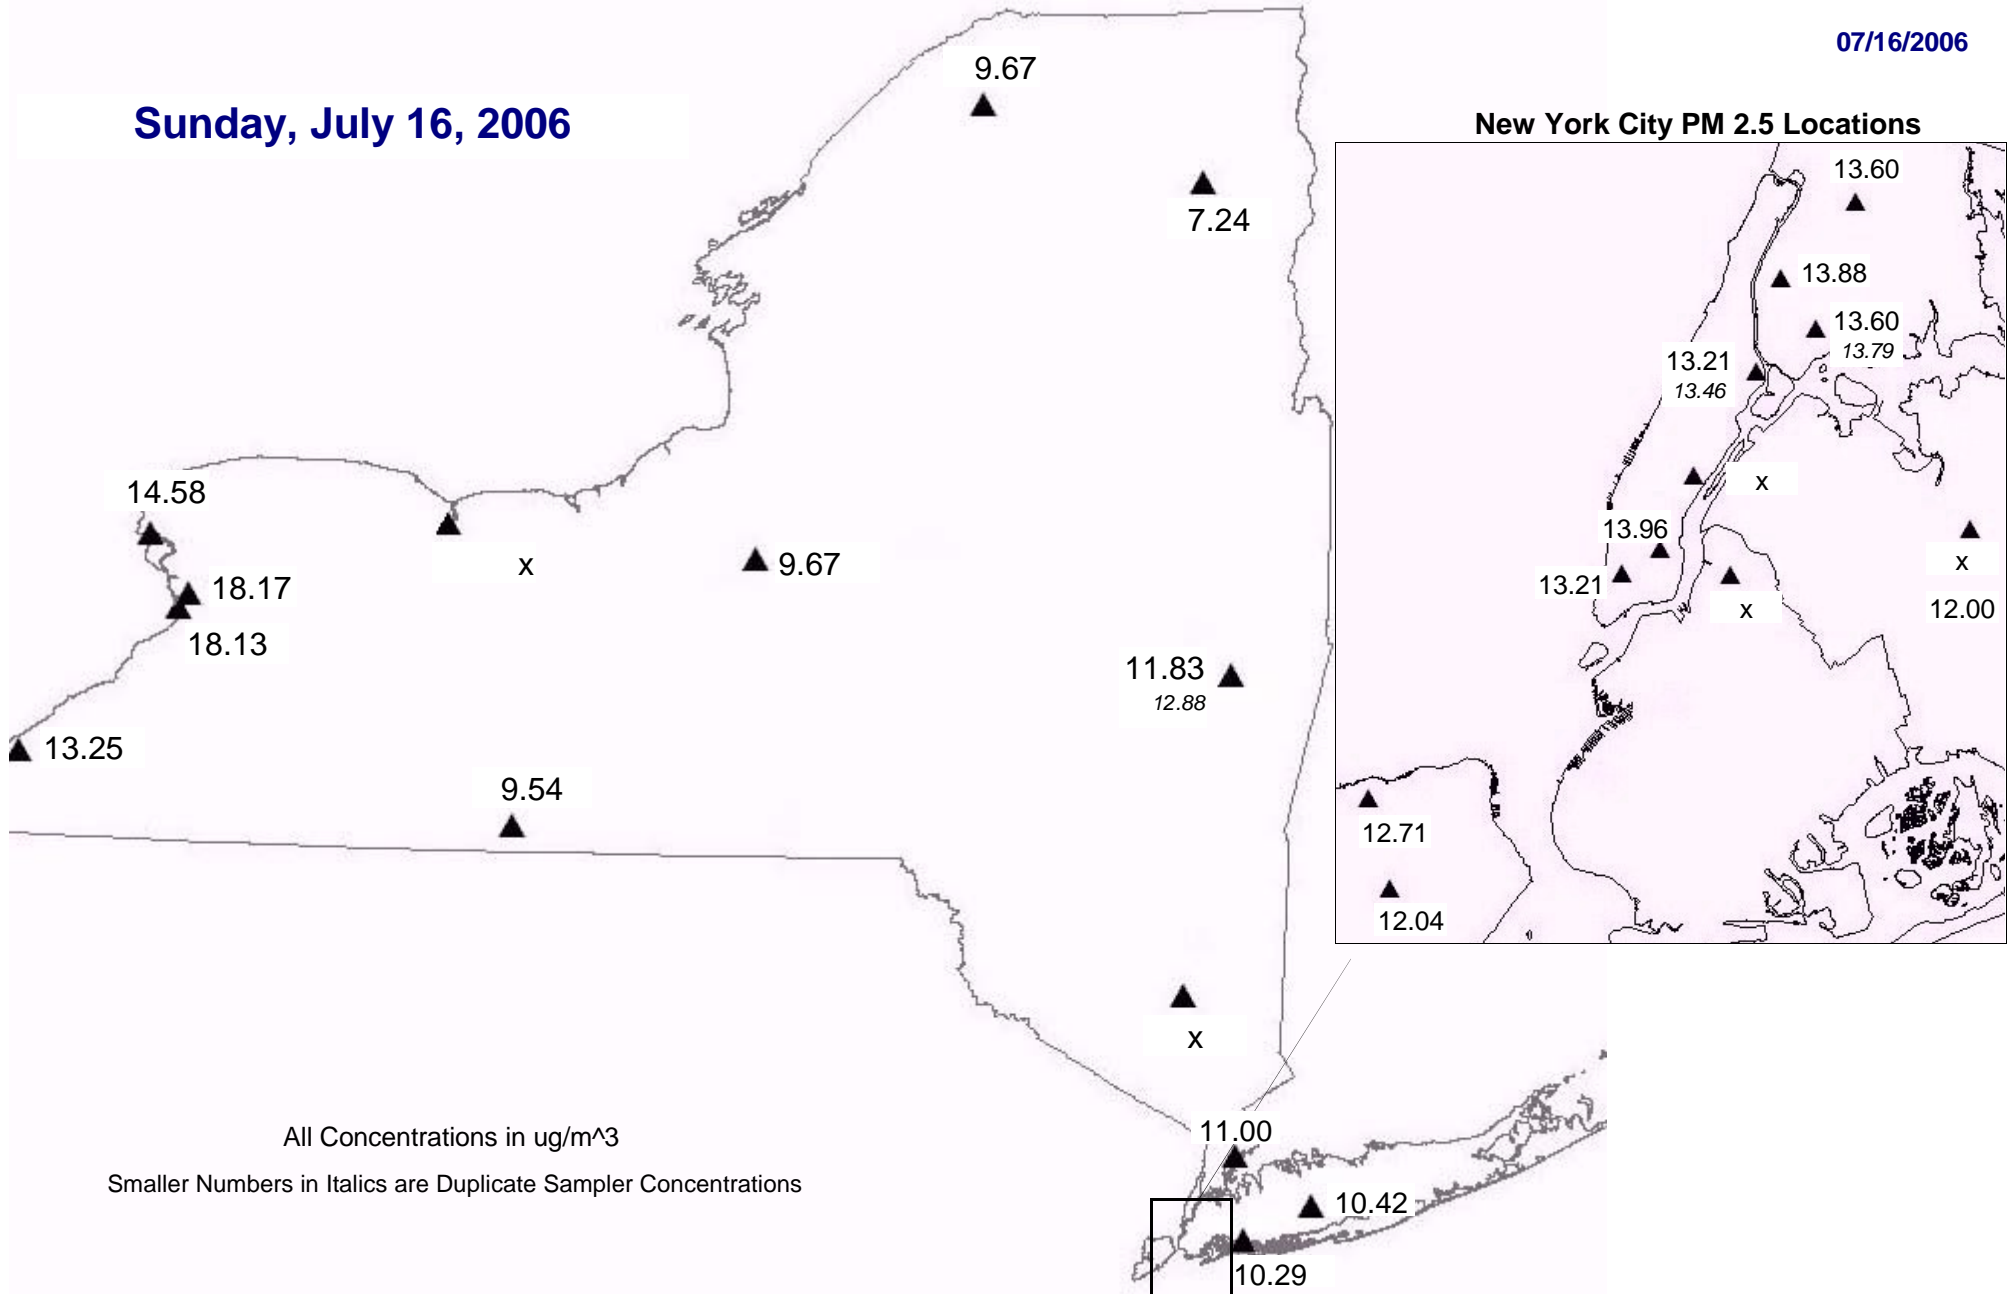 07/16/2006
Sunday, July 16, 2006
9.67
7.24
14.58
x
9.67
18.17
18.13
11.83
12.88
13.25
9.54
x
11.00
10.42
10.29
All Concentrations in ug/m^3
Smaller Numbers in Italics are Duplicate Sampler Concentrations
New York City PM 2.5 Locations
13.60
13.88
13.60
13.79
13.21
13.46
x
13.96
x
13.21
x
12.00
12.71
12.04